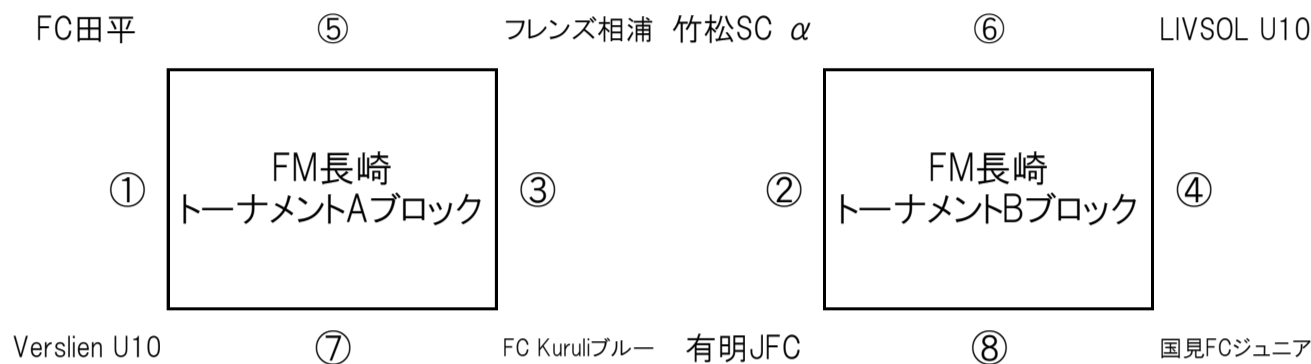 FC田平 ⑤ フレンズ相浦 竹松SC α ⑥ LIVSOL U10
FM長崎
トーナメントAブロック
FM長崎
トーナメントBブロック
① ③ ② ④
Verslien U10 ⑦ FC Kuruliブルー 有明JFC ⑧ 国見FCジュニア